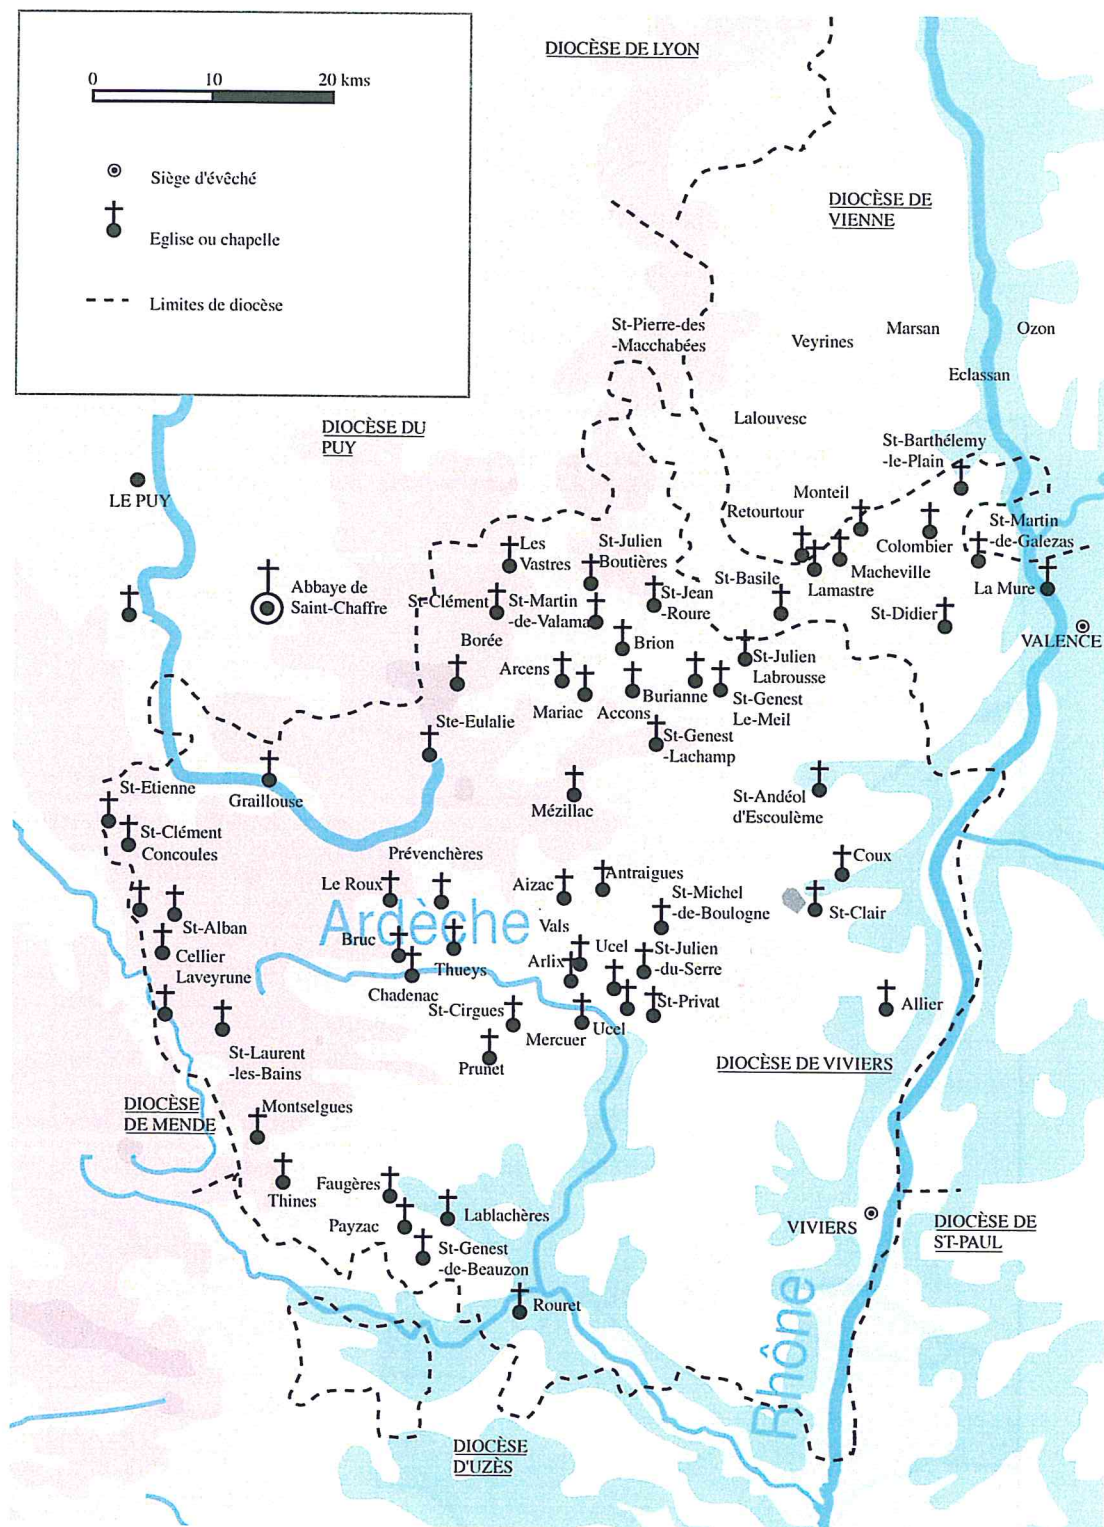 0 10 20 kms
Siège d'évêché
Eglise ou chapelle
Limites de diocèse
DIOCÈSE DE LYON
DIOCÈSE DE
VIENNE
St-Pierre-des
-Macchabées
Veyrines
Marsan
Ozon
Eclassan
Lalouvesc
DIOCÈSE DU
PUY
St-Barthélemy
-le-Plain
LE PUY
Monteil
Retourtour
St-Martin
-de-Galezas
Colombier
Les
Vastres
St-Julien
Boutières
Macheville
Lamastre
La Mure
Abbaye de
Saint-Chaffre
St-Clément
St-Martin
-de-Valamas
St-Jean
-Roure
St-Basile
St-Didier
VALENCE
Borée
Brion
Arcens
St-Julien
Labrousse
Mariac
Accons
Burianne
St-Genest
Le-Meil
Ste-Eulalie
St-Genest
-Lachamp
St-Etienne
Graillouse
Mézillac
St-Andéol
d'Escoulème
St-Clément
Concoules
Prévenchères
Coux
Le Roux
Aizac
Antraigues
St-Michel
-de-Boulogne
St-Clair
Ardèche
St-Alban
Vals
Bruc
Cellier
Laveyrune
Thueys
Arlix
Ucel
St-Julien
-du-Serre
Chadenac
St-Cirgues
Mercuer
Ucel
St-Privat
Allier
St-Laurent
-les-Bains
Prunet
DIOCÈSE DE VIVIERS
DIOCÈSE
DE MENDE
Montselgues
Thines
Faugères
Payzac
Lablachères
VIVIERS
DIOCÈSE DE
ST-PAUL
St-Genest
-de-Beauzon
Rouret
Rhône
DIOCÈSE
D'UZÈS